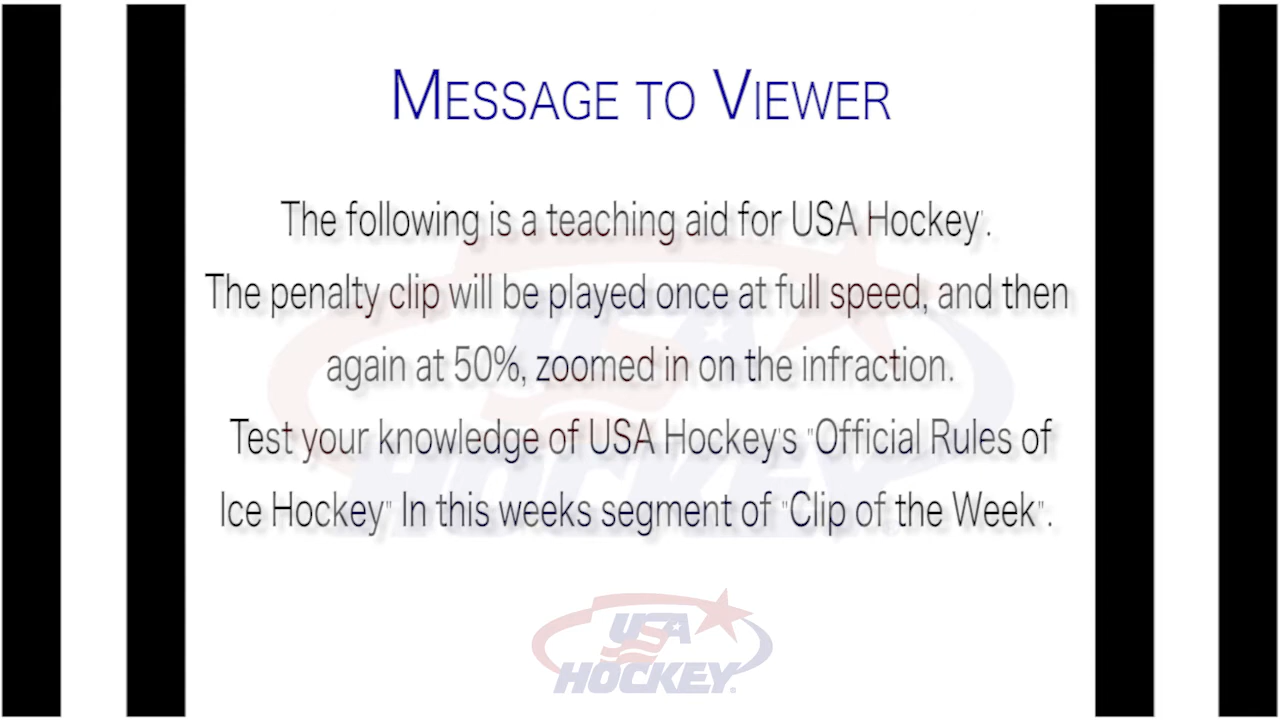 MESSAGE TO VIEWER
The following is a teaching aid for USA Hockey'.
The penalty clip will be played once at full speed, and then
again at 50%, zoomed in on the infraction.
Test your knowledge of USA Hockey's "Official Rules of
Ice Hockey" In this weeks segment of "Clip of the Week".
USA
HOCKEY®